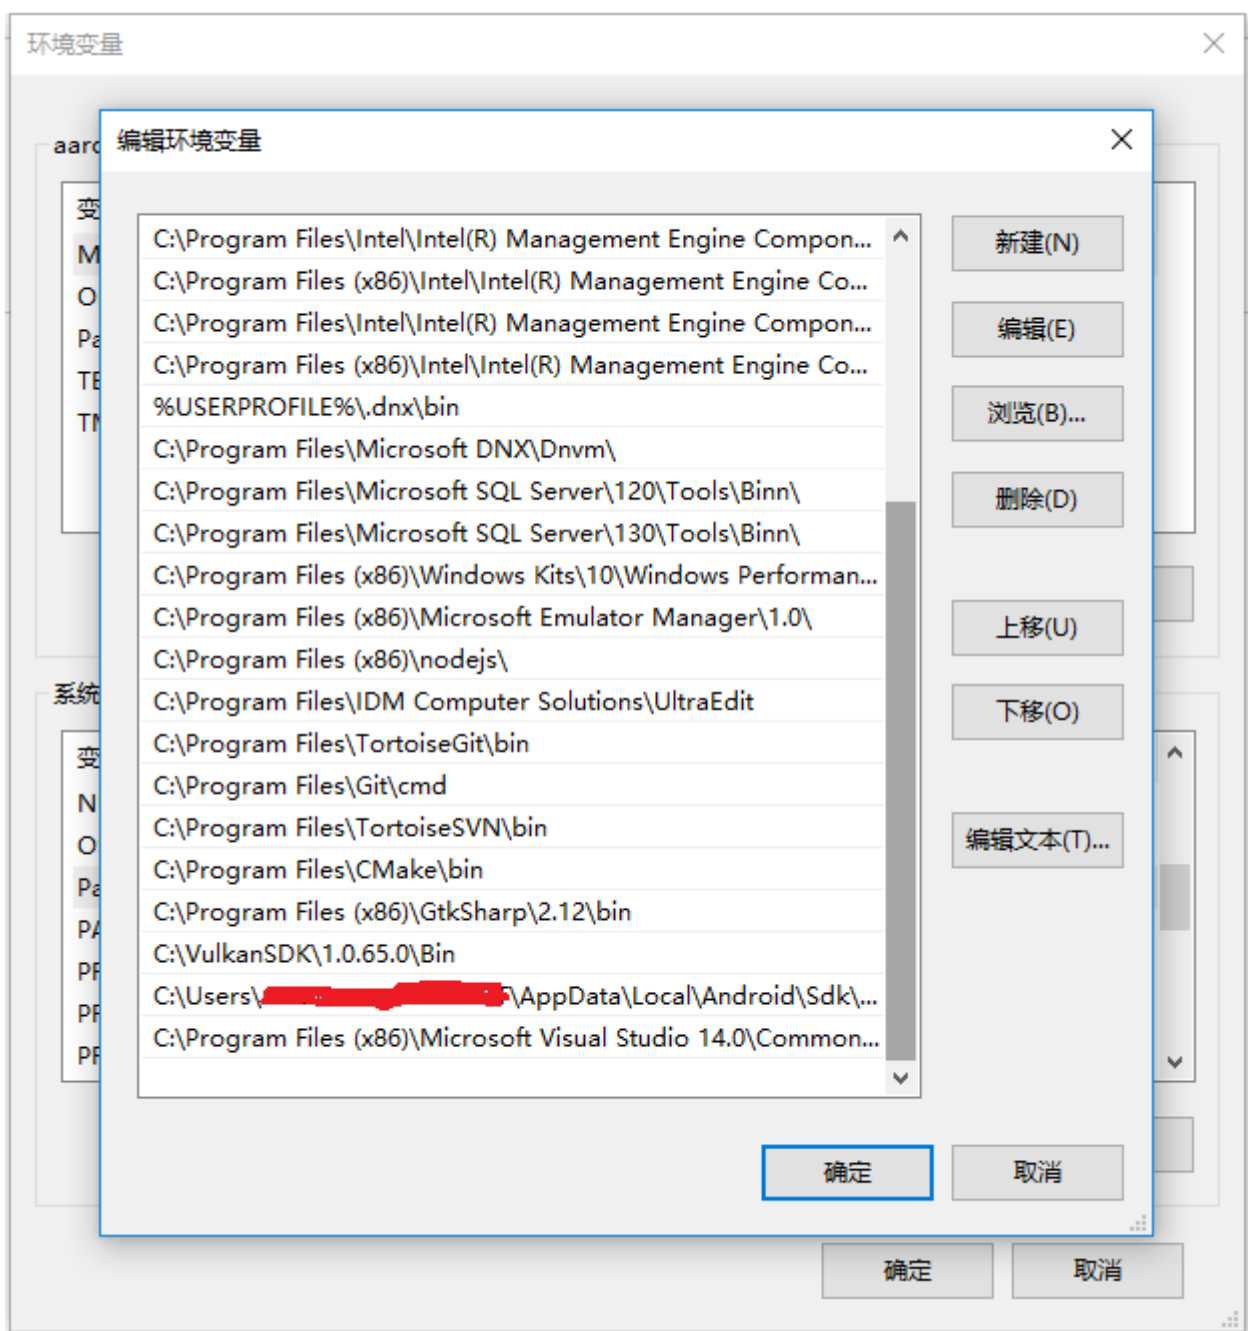 环境变量
编辑环境变量
aaro
变
M
O
Pa
TE
C:\Program Files\Intel\Intel(R) Management Engine Compon...
C:\Program Files (x86)\Intel\Intel(R) Management Engine Co...
C:\Program Files\Intel\Intel(R) Management Engine Compon...
C:\Program Files (x86)\Intel\Intel(R) Management Engine Co...
%USERPROFILE%\.dnx\bin
C:\Program Files\Microsoft DNX\Dnvm\
C:\Program Files\Microsoft SQL Server\120\Tools\Binn\
C:\Program Files\Microsoft SQL Server\130\Tools\Binn\
C:\Program Files (x86)\Windows Kits\10\Windows Performan...
C:\Program Files (x86)\Microsoft Emulator Manager\1.0\
C:\Program Files (x86)\nodejs\
C:\Program Files\IDM Computer Solutions\UltraEdit
C:\Program Files\TortoiseGit\bin
C:\Program Files\Git\cmd
C:\Program Files\TortoiseSVN\bin
C:\Program Files\CMake\bin
C:\Program Files (x86)\GtkSharp\2.12\bin
C:\VulkanSDK\1.0.65.0\Bin
C:\Users\ \AppData\Local\Android\Sdk\...
C:\Program Files (x86)\Microsoft Visual Studio 14.0\Common...
新建(N)
编辑(E)
浏览(B)...
删除(D)
上移(U)
下移(O)
编辑文本(T)...
系统
变
N
O
Pa
PA
确定
取消
确定
取消